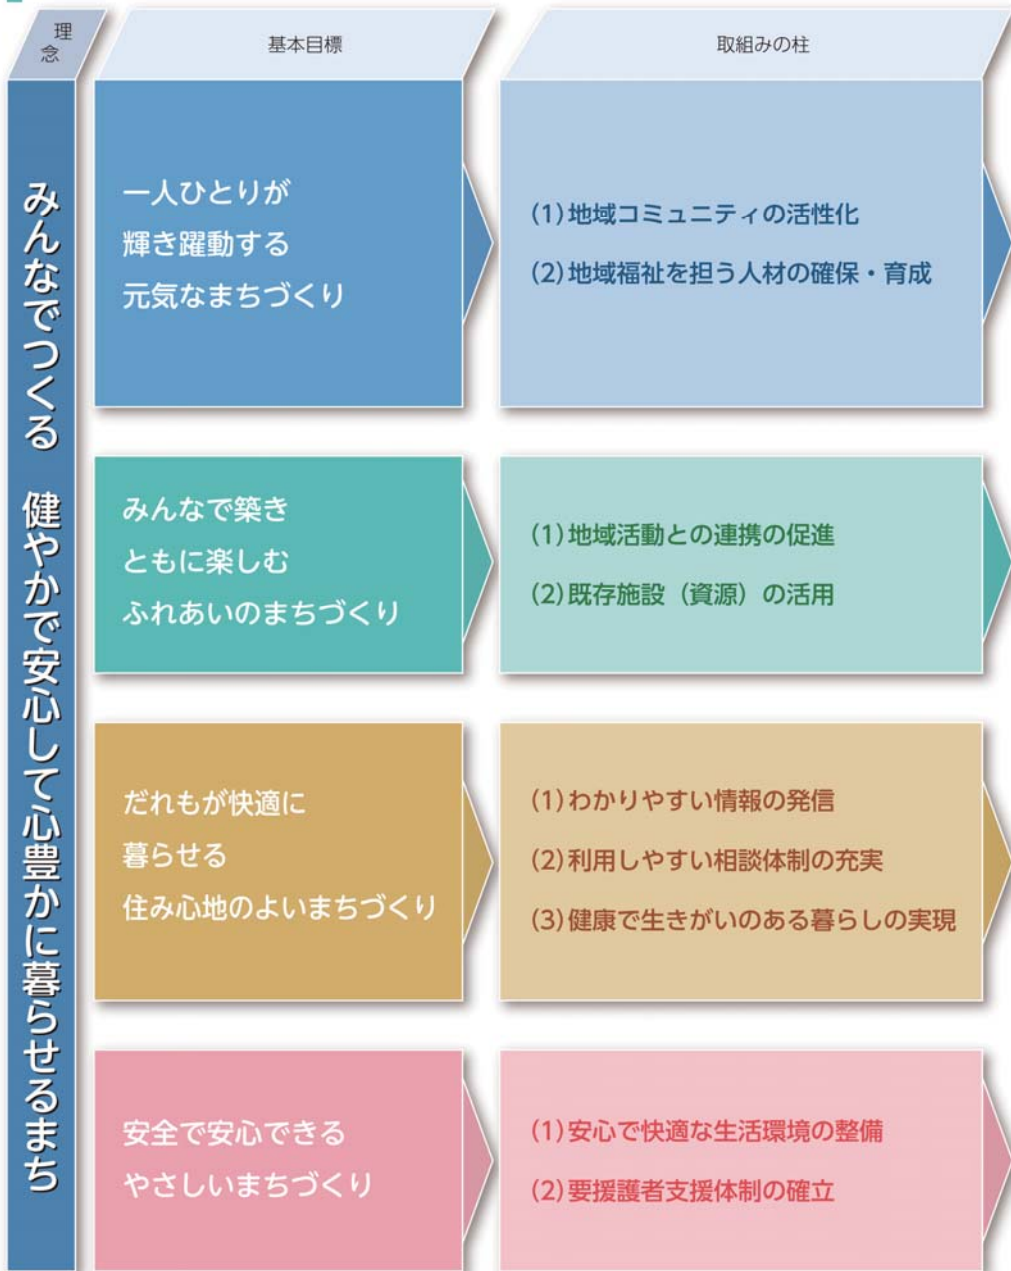 理念
基本目標
取組みの柱
みんなでつくる　健やかで安心して心豊かに暮らせるまち
一人ひとりが
輝き躍動する
元気なまちづくり
(1)地域コミュニティの活性化
(2)地域福祉を担う人材の確保・育成
みんなで築き
ともに楽しむ
ふれあいのまちづくり
(1)地域活動との連携の促進
(2)既存施設（資源）の活用
だれもが快適に
暮らせる
住み心地のよいまちづくり
(1)わかりやすい情報の発信
(2)利用しやすい相談体制の充実
(3)健康で生きがいのある暮らしの実現
安全で安心できる
やさしいまちづくり
(1)安心で快適な生活環境の整備
(2)要援護者支援体制の確立